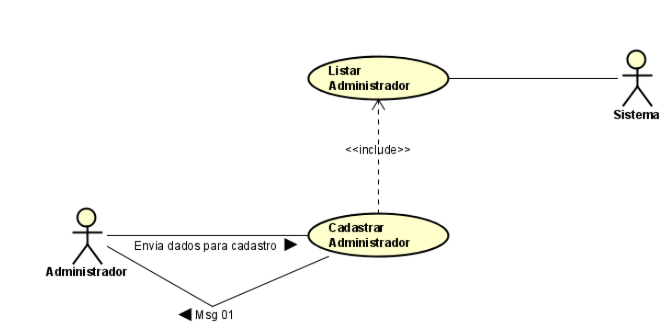 Listar
Administrador
Sistema
<<include>>
Cadastrar
Administrador
Envia dados para cadastro
Administrador
Msg 01